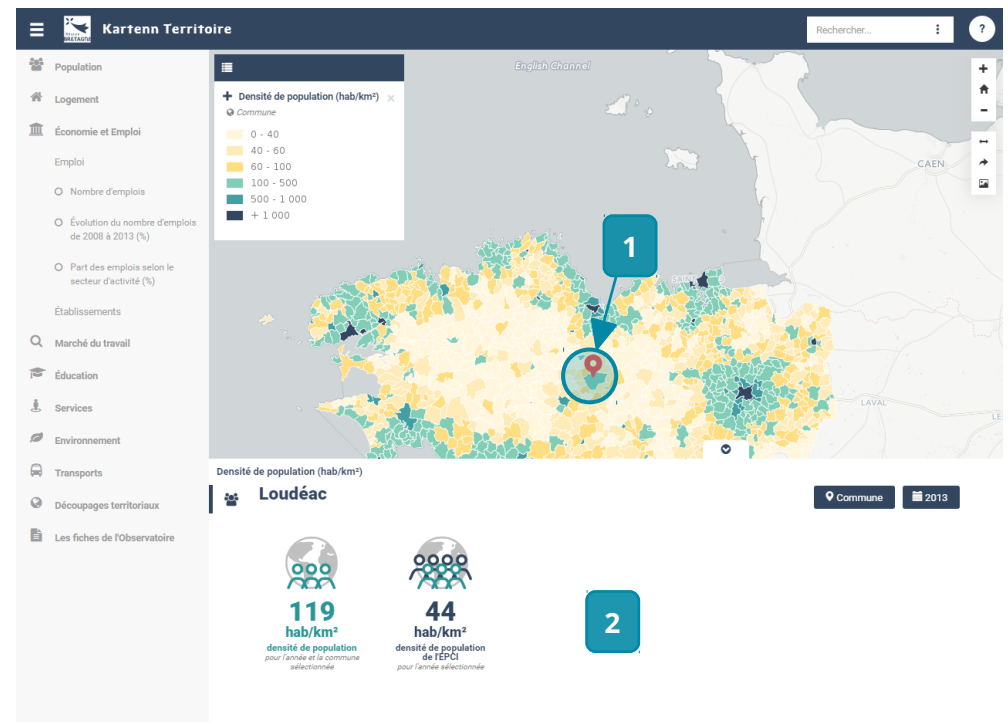 Région
BRETAGNE
Kartenn Territoire
Rechercher...
?
Population
Logement
Économie et Emploi
Emploi
Nombre d'emplois
Évolution du nombre d'emplois
de 2008 à 2013 (%)
Part des emplois selon le
secteur d'activité (%)
Établissements
Marché du travail
Éducation
Services
Environnement
Transports
Découpages territoriaux
Les fiches de l'Observatoire
Densité de population (hab/km²)
Commune
0 - 40
40 - 60
60 - 100
100 - 500
500 - 1 000
+ 1 000
English Channel
CAEN
1
LAVAL
LE
Densité de population (hab/km²)
Loudéac
Commune
2013
119
hab/km²
densité de population
pour l'année et la commune
sélectionnée
44
hab/km²
densité de population
de l'EPCI
pour l'année sélectionnée
2